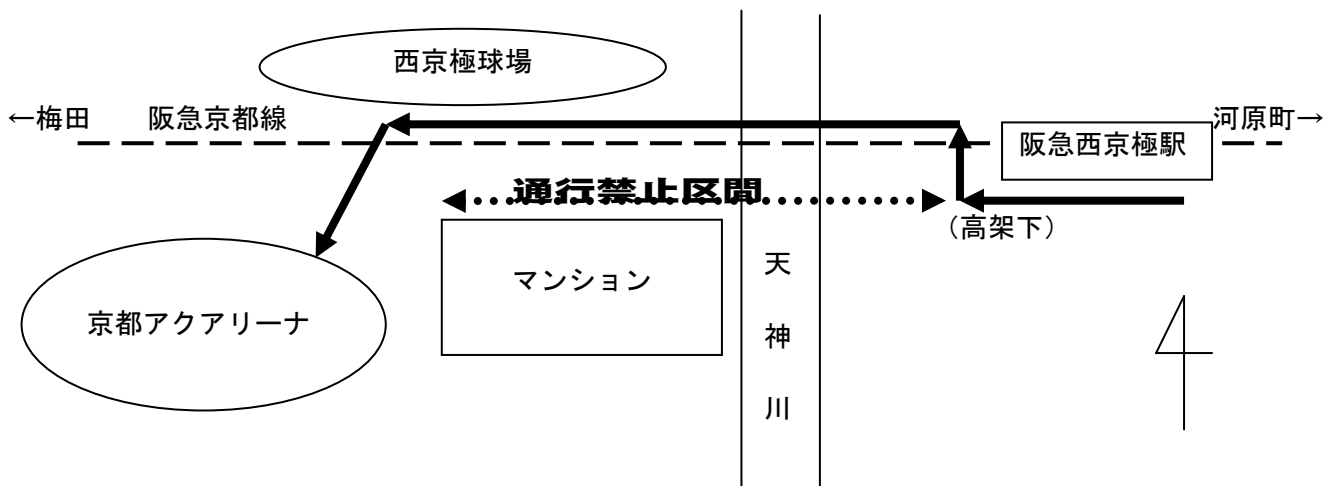 西京極球場
←梅田
阪急京都線
河原町→
阪急西京極駅
通行禁止区間
(高架下)
マンション
天神川
京都アクアリーナ